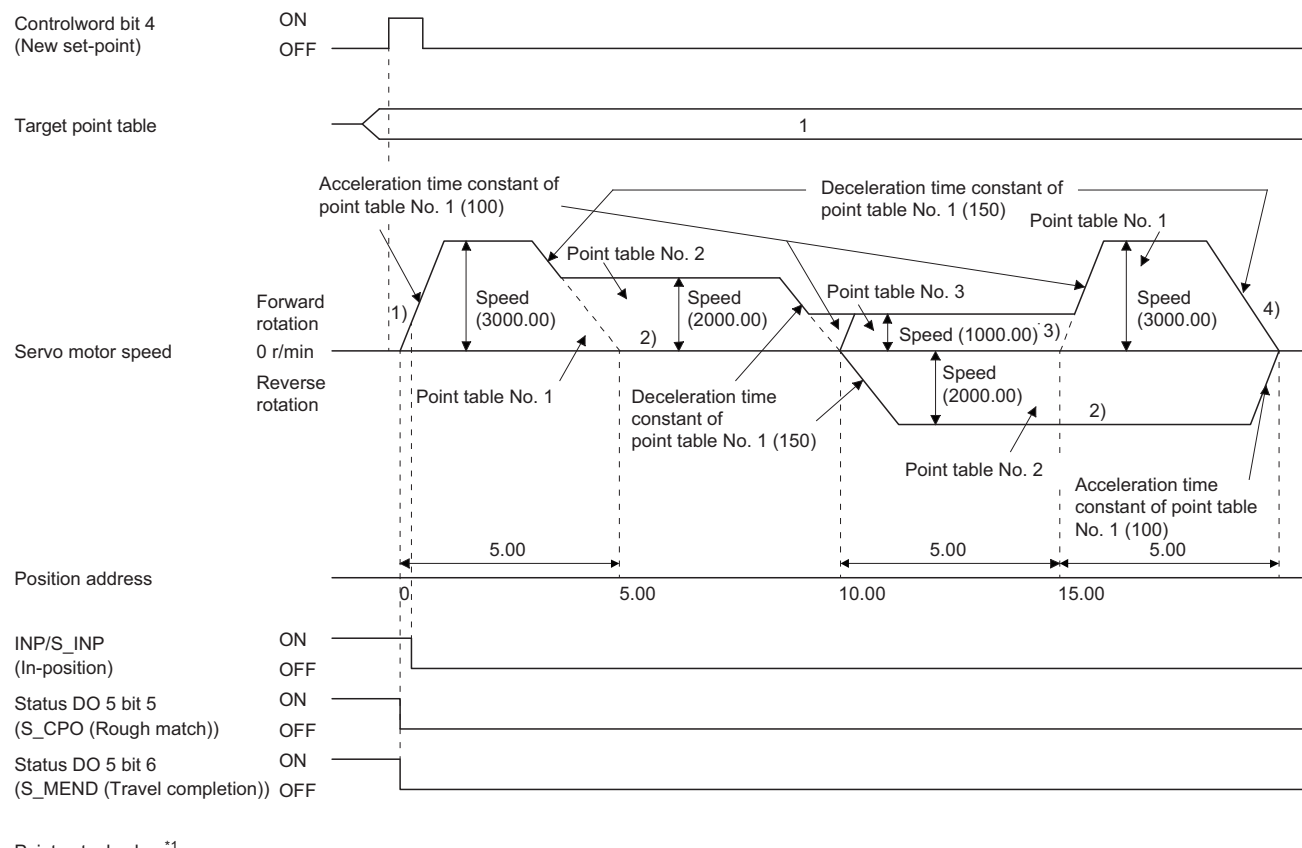 Controlword bit 4
(New set-point)
ON
OFF
Target point table
1
Acceleration time constant of
point table No. 1 (100)
Deceleration time constant of
point table No. 1 (150)
Point table No. 1
Point table No. 2
Point table No. 3
Forward
rotation
1)
Speed
(3000.00)
2)
Speed
(2000.00)
Speed (1000.00)
3)
Speed
(3000.00)
4)
Servo motor speed
0 r/min
Reverse
rotation
Point table No. 1
Deceleration time
constant of
point table No. 1 (150)
Speed
(2000.00)
2)
Point table No. 2
Acceleration time
constant of point table
No. 1 (100)
5.00
5.00
5.00
Position address
0
5.00
10.00
15.00
INP/S_INP
(In-position)
ON
OFF
Status DO 5 bit 5
(S_CPO (Rough match))
ON
OFF
Status DO 5 bit 6
(S_MEND (Travel completion))
ON
OFF
*1